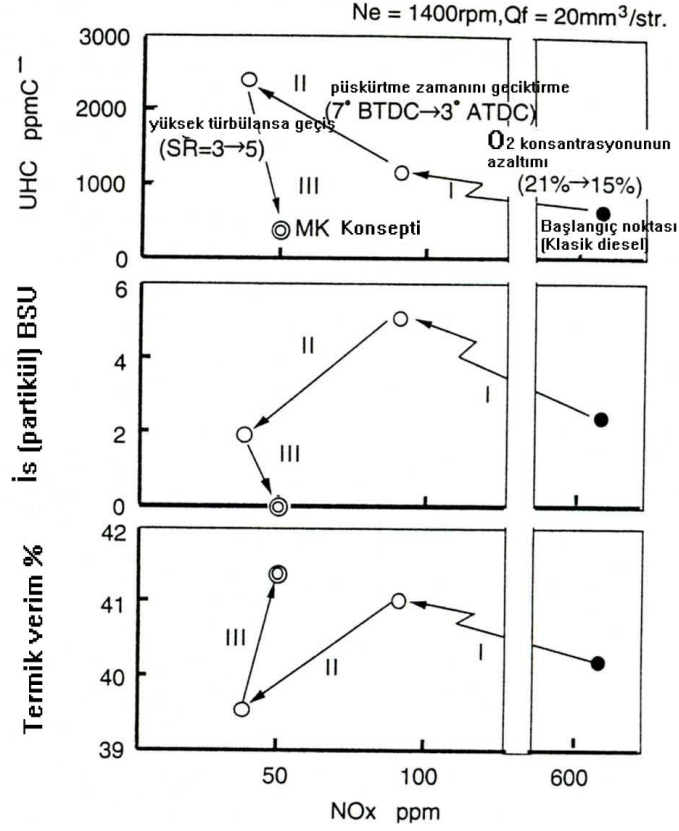 Ne = 1400rpm,Qf = 20mm³/str.
UHC ppmC
3000
2000
1000
0
II
püskürtme zamanını geciktirme
(7° BTDC→3° ATDC)
yüksek türbülansa geçiş
(SR=3→5)
O2 konsantrasyonunun
azaltımı
(21%→15%)
III
I
MK Konsepti
Başlangıç noktası
(Klasik diesel)
İs (partikül) BSU
6
4
2
0
II
I
III
Termik verim %
42
41
40
39
III
II
I
50
100
600
NOx ppm